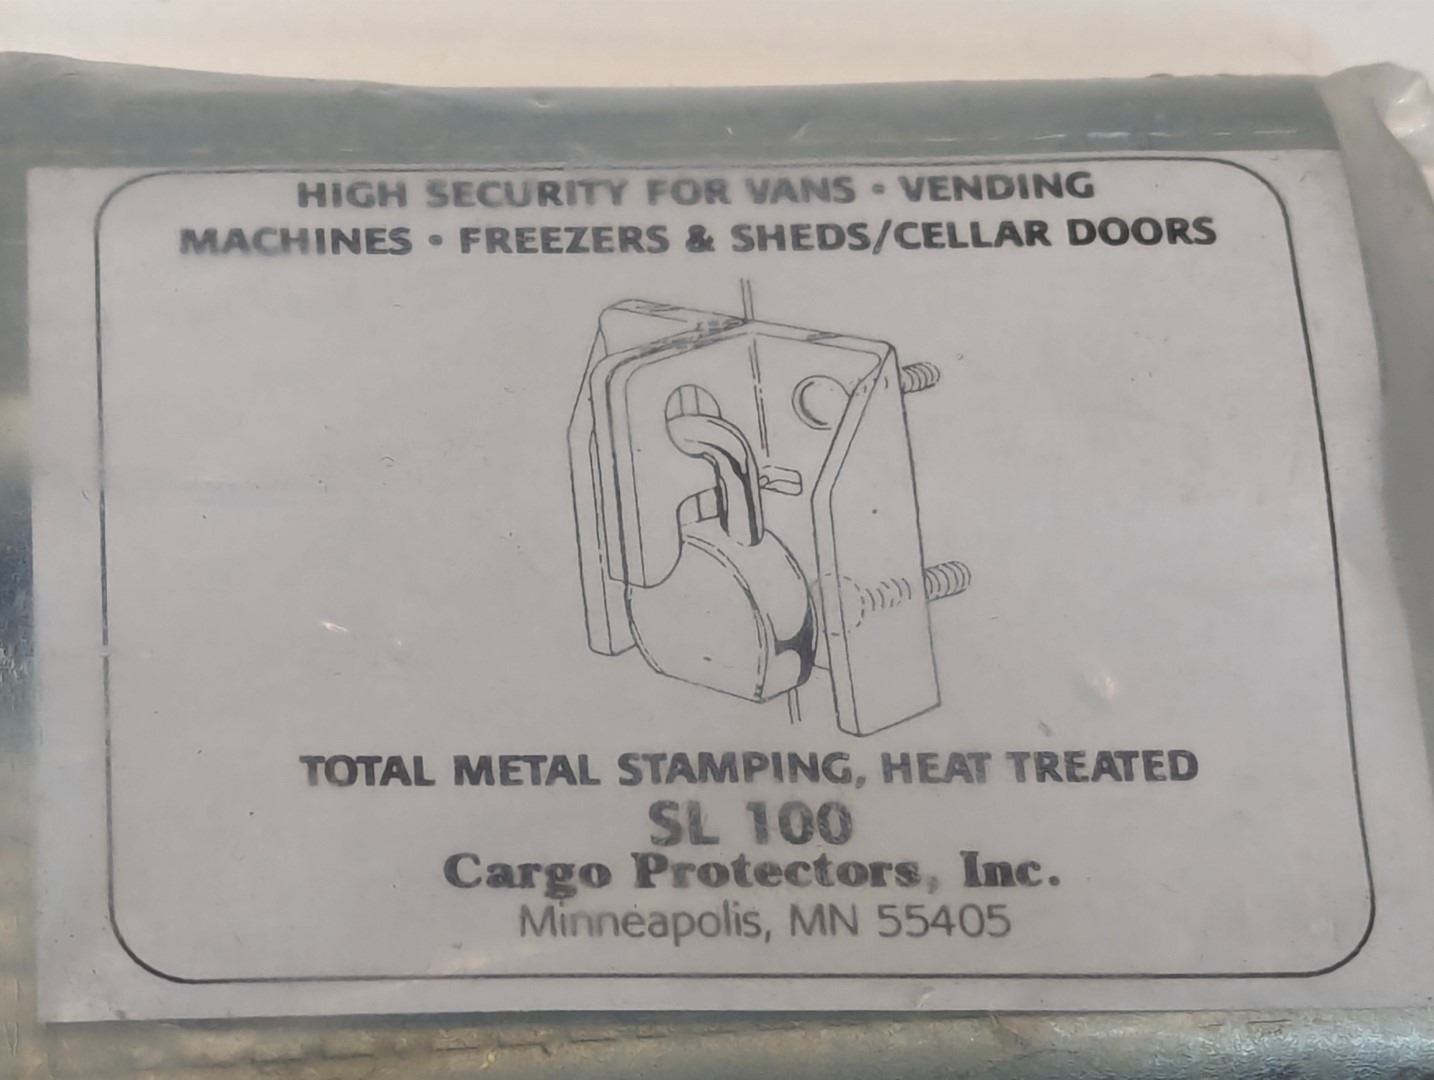 HIGH SECURITY FOR VANS • VENDING
MACHINES • FREEZERS & SHEDS/CELLAR DOORS
TOTAL METAL STAMPING, HEAT TREATED
SL 100
Cargo Protectors, Inc.
Minneapolis, MN 55405